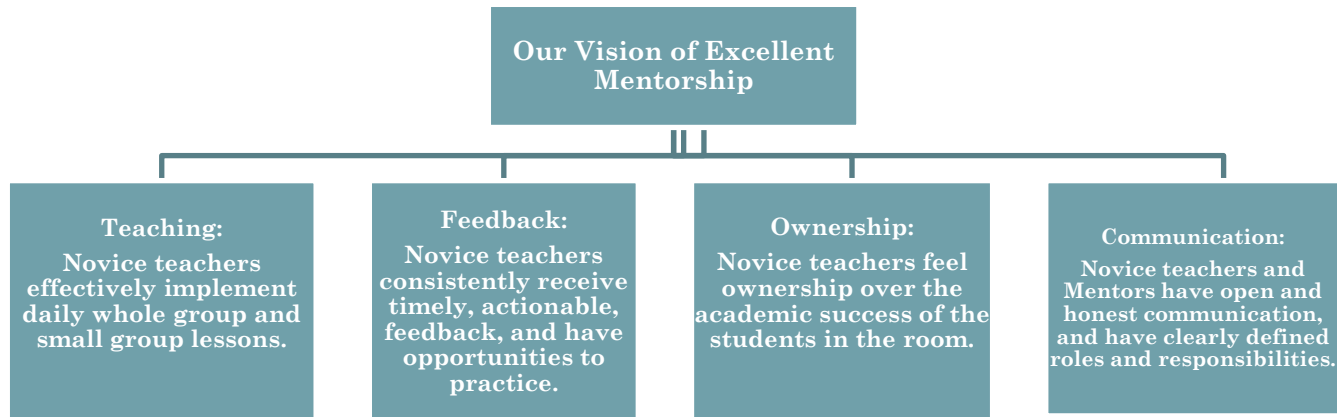 Our Vision of Excellent
Mentorship
Teaching:
Novice teachers
effectively implement
daily whole group and
small group lessons.
Feedback:
Novice teachers
consistently receive
timely, actionable,
feedback, and have
opportunities to
practice.
Ownership:
Novice teachers feel
ownership over the
academic success of the
students in the room.
Communication:
Novice teachers and
Mentors have open and
honest communication,
and have clearly defined
roles and responsibilities.